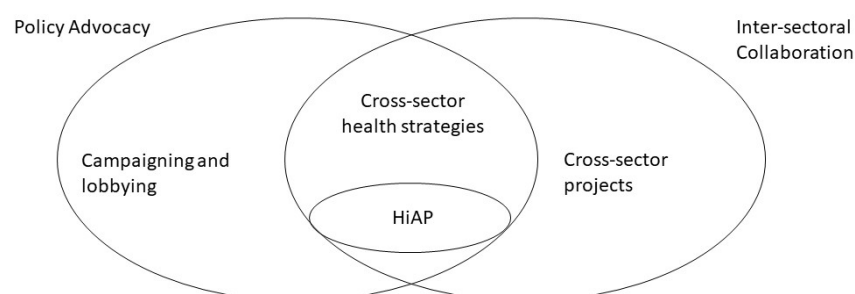 Policy Advocacy
Inter-sectoral
Collaboration
Cross-sector
health strategies
Campaigning and
lobbying
Cross-sector
projects
HiAP